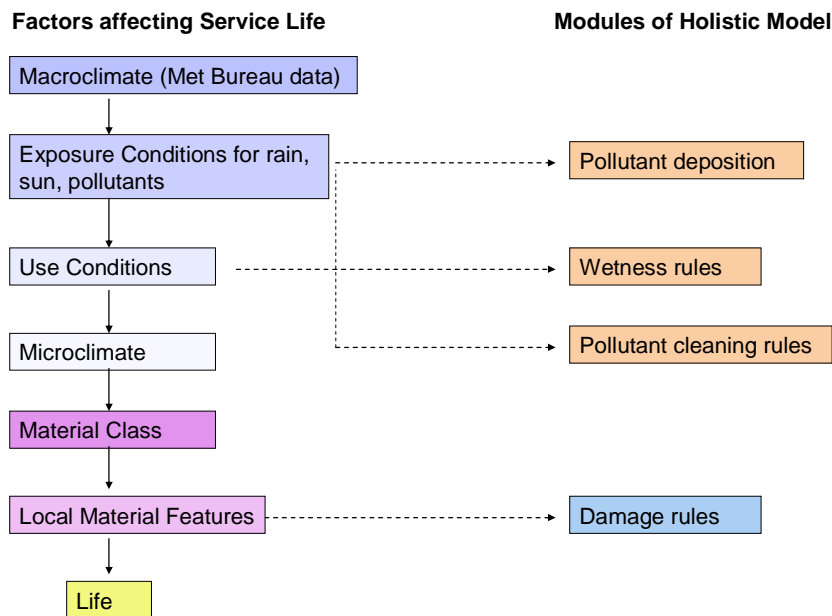 Factors affecting Service Life
Modules of Holistic Model
Macroclimate (Met Bureau data)
Exposure Conditions for rain,
sun, pollutants
Pollutant deposition
Use Conditions
Wetness rules
Microclimate
Pollutant cleaning rules
Material Class
Local Material Features
Damage rules
Life